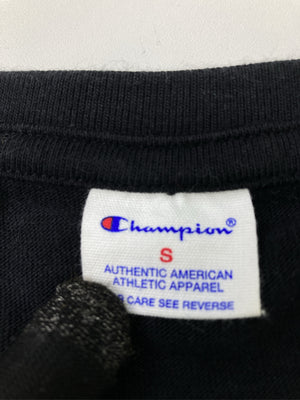 Champion®
S
AUTHENTIC AMERICAN
ATHLETIC APPAREL
CARE SEE REVERSE